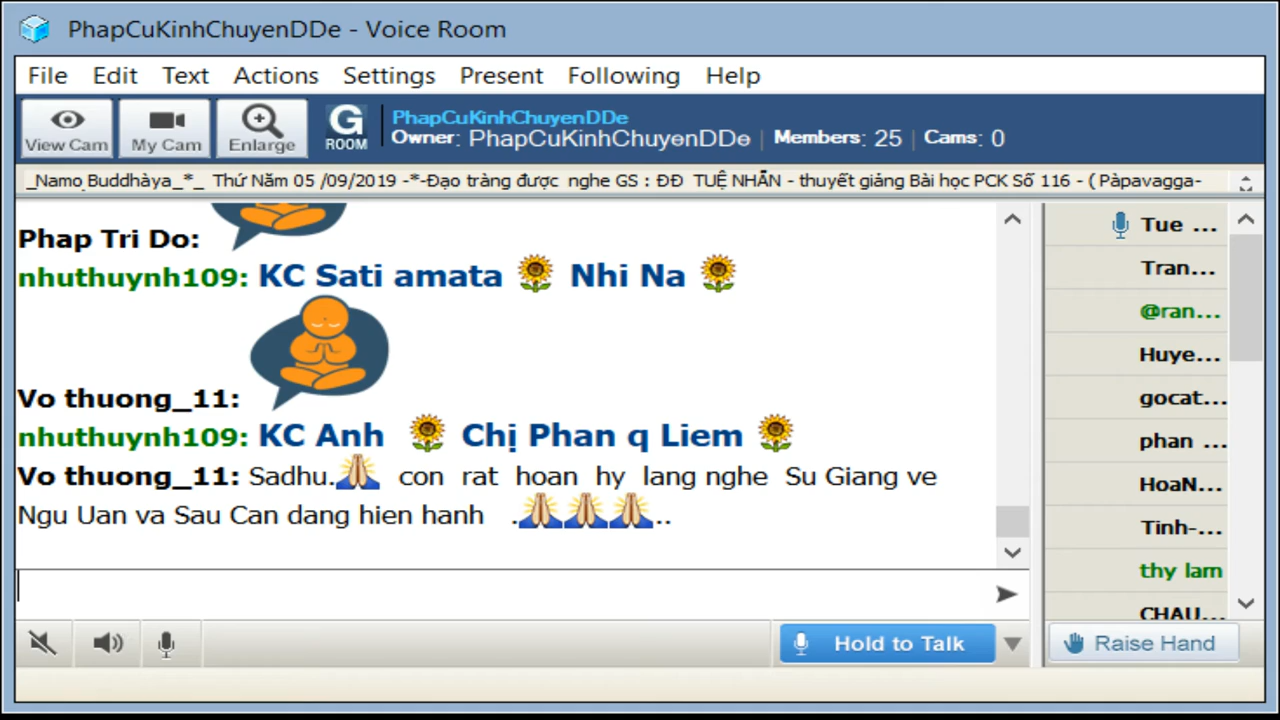 PhapCuKinhChuyenDDe - Voice Room
File Edit Text Actions Settings Present Following Help
View Cam My Cam Enlarge G ROOM
PhapCuKinhChuyenDDe
Owner: PhapCuKinhChuyenDDe | Members: 25 | Cams: 0
_Namo Buddhàya_*_ Thứ Năm 05 /09/2019 -*-Đạo tràng được nghe GS : ĐĐ TUỆ NHẪN - thuyết giảng Bài học PCK Số 116 - ( Pàpavagga-
Phap Tri Do:
nhuthuynh109: KC Sati amata 🌻 Nhi Na 🌻
Vo thuong_11:
nhuthuynh109: KC Anh 🌻 Chị Phan q Liem 🌻
Vo thuong_11: Sadhu.🙏 con rat hoan hy lang nghe Su Giang ve
Ngu Uan va Sau Can dang hien hanh .🙏🙏🙏..
Hold to Talk
Tue ...
Tran...
@ran...
Huye...
gocat...
phan ...
HoaN...
Tinh-...
thy lam
CHAU...
Raise Hand